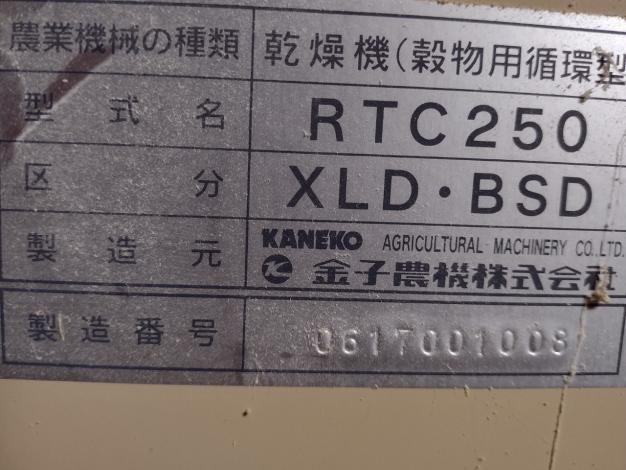 農業機械の種類 乾燥機(穀物用循環型
型式名 RTC250
区分 XLD・BSD
製造元 KANEKO AGRICULTURAL MACHINERY CO.,LTD.
金子農機株式会社
製造番号 0617001008